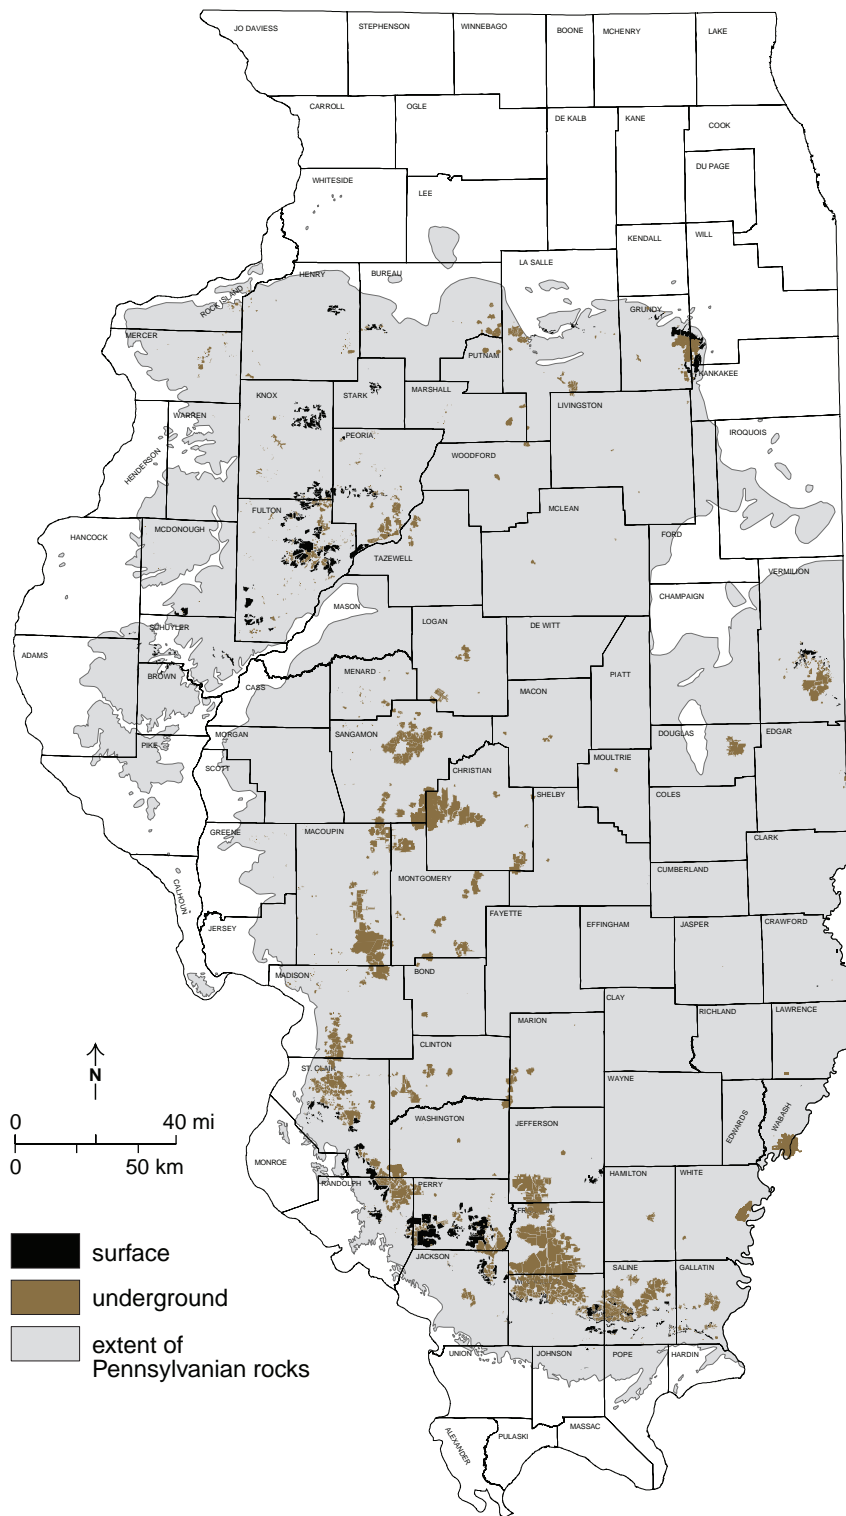 JO DAVIESS
STEPHENSON
WINNEBAGO
BOONE
MCHENRY
LAKE
CARROLL
OGLE
DE KALB
KANE
COOK
DU PAGE
WHITESIDE
LEE
KENDALL
WILL
LA SALLE
HENRY
BUREAU
ROCK ISLAND
GRUNDY
MERCER
PUTNAM
KANKAKEE
KNOX
STARK
MARSHALL
LIVINGSTON
WARREN
HENDERSON
PEORIA
IROQUOIS
WOODFORD
FULTON
MCLEAN
HANCOCK
MCDONOUGH
TAZEWELL
FORD
VERMILION
MASON
CHAMPAIGN
SCHUYLER
LOGAN
DE WITT
ADAMS
BROWN
MENARD
PIATT
CASS
MACON
MORGAN
SANGAMON
DOUGLAS
EDGAR
PIKE
SCOTT
CHRISTIAN
MOULTRIE
SHELBY
COLES
GREENE
MACOUPIN
CLARK
MONTGOMERY
CUMBERLAND
CALHOUN
FAYETTE
JERSEY
EFFINGHAM
JASPER
CRAWFORD
MADISON
BOND
CLAY
RICHLAND
LAWRENCE
MARION
CLINTON
ST. CLAIR
WAYNE
EDWARDS
WABASH
WASHINGTON
JEFFERSON
MONROE
RANDOLPH
PERRY
HAMILTON
WHITE
JACKSON
SALINE
GALLATIN
UNION
JOHNSON
POPE
HARDIN
ALEXANDER
PULASKI
MASSAC
N
0 40 mi
0 50 km
surface
underground
extent of
Pennsylvanian rocks